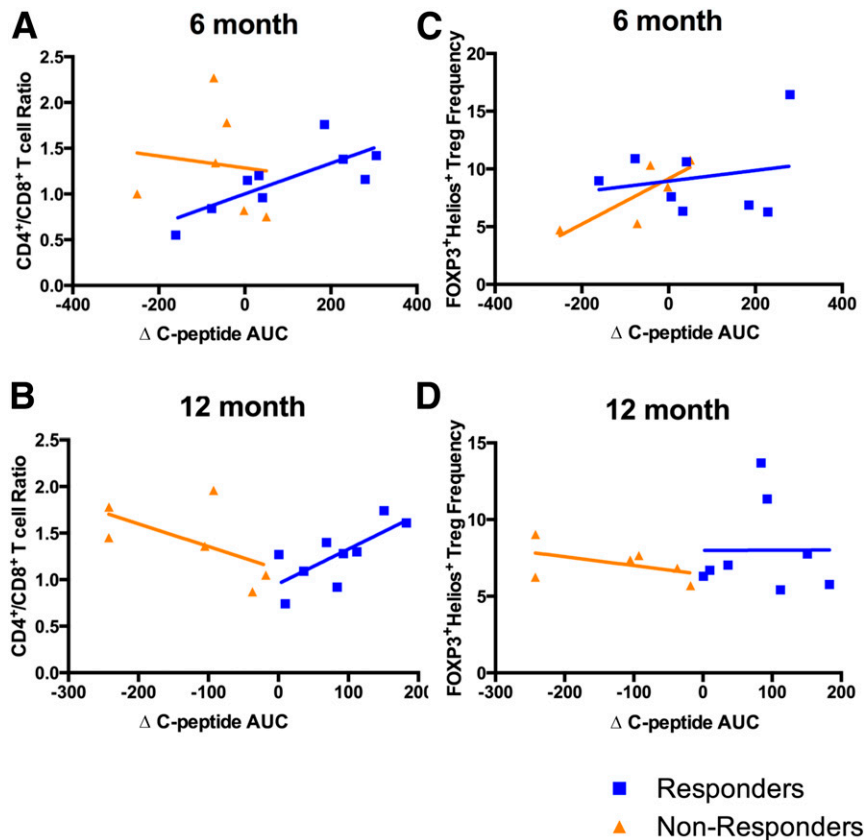 A
6 month
CD4⁺/CD8⁺ T cell Ratio
2.5
2.0
1.5
1.0
0.5
0.0
-400
-200
0
200
400
Δ C-peptide AUC
C
6 month
FOXP3⁺Helios⁺ Treg Frequency
20
15
10
5
0
-400
-200
0
200
400
Δ C-peptide AUC
B
12 month
CD4⁺/CD8⁺ T cell Ratio
2.5
2.0
1.5
1.0
0.5
0.0
-300
-200
-100
0
100
200
Δ C-peptide AUC
D
12 month
FOXP3⁺Helios⁺ Treg Frequency
15
10
5
0
-300
-200
-100
0
100
200
Δ C-peptide AUC
Responders
Non-Responders